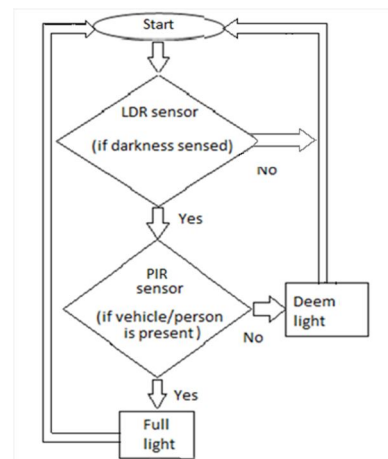 Start
LDR sensor
(if darkness sensed)
No
Yes
PIR
sensor
(if vehicle/person
is present)
No
Deem
light
Yes
Full
light